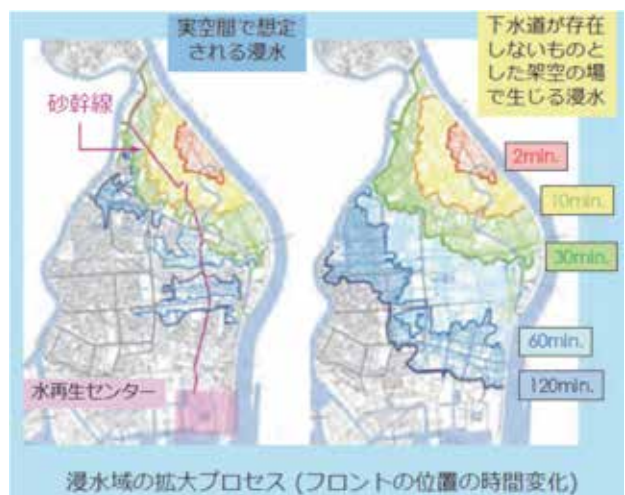 実空間で想定
される浸水
下水道が存在
しないものと
した架空の場
で生じる浸水
砂幹線
2min.
10min.
30min.
60min.
120min.
水再生センター
浸水域の拡大プロセス (フロントの位置の時間変化)